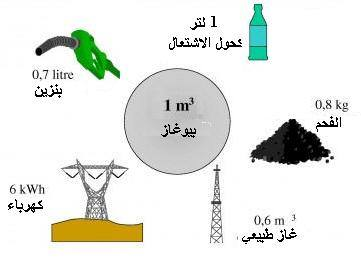 1 لتر
كحول الاشتعال
0,7 litre
بنزين
1 m³
بيوغاز
0,8 kg
الفحم
6 kWh
كهرباء
0,6 m 3
غاز طبيعي .